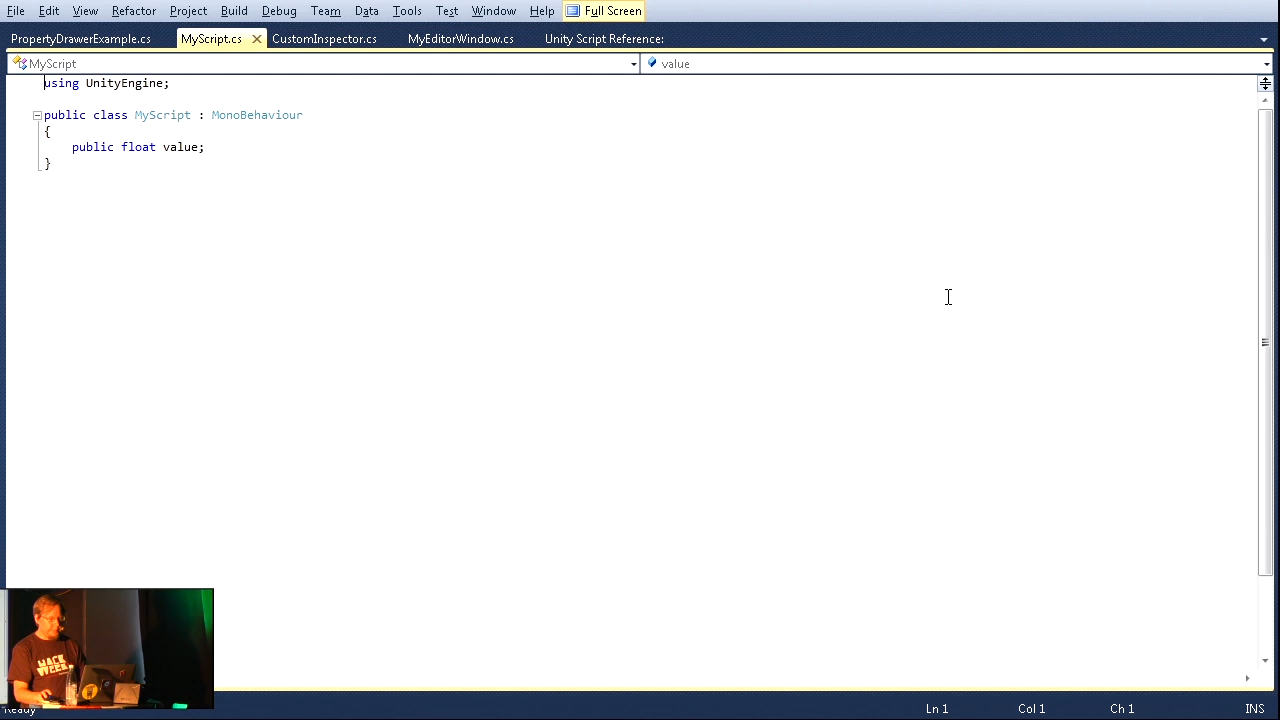 File Edit View Refactor Project Build Debug Team Data Tools Test Window Help Full Screen
PropertyDrawerExample.cs MyScript.cs CustomInspector.cs MyEditorWindow.cs Unity Script Reference:
MyScript value
using UnityEngine;
public class MyScript : MonoBehaviour
{
public float value;
}
HACK
WEEK
Ready Ln 1 Col 1 Ch 1 INS